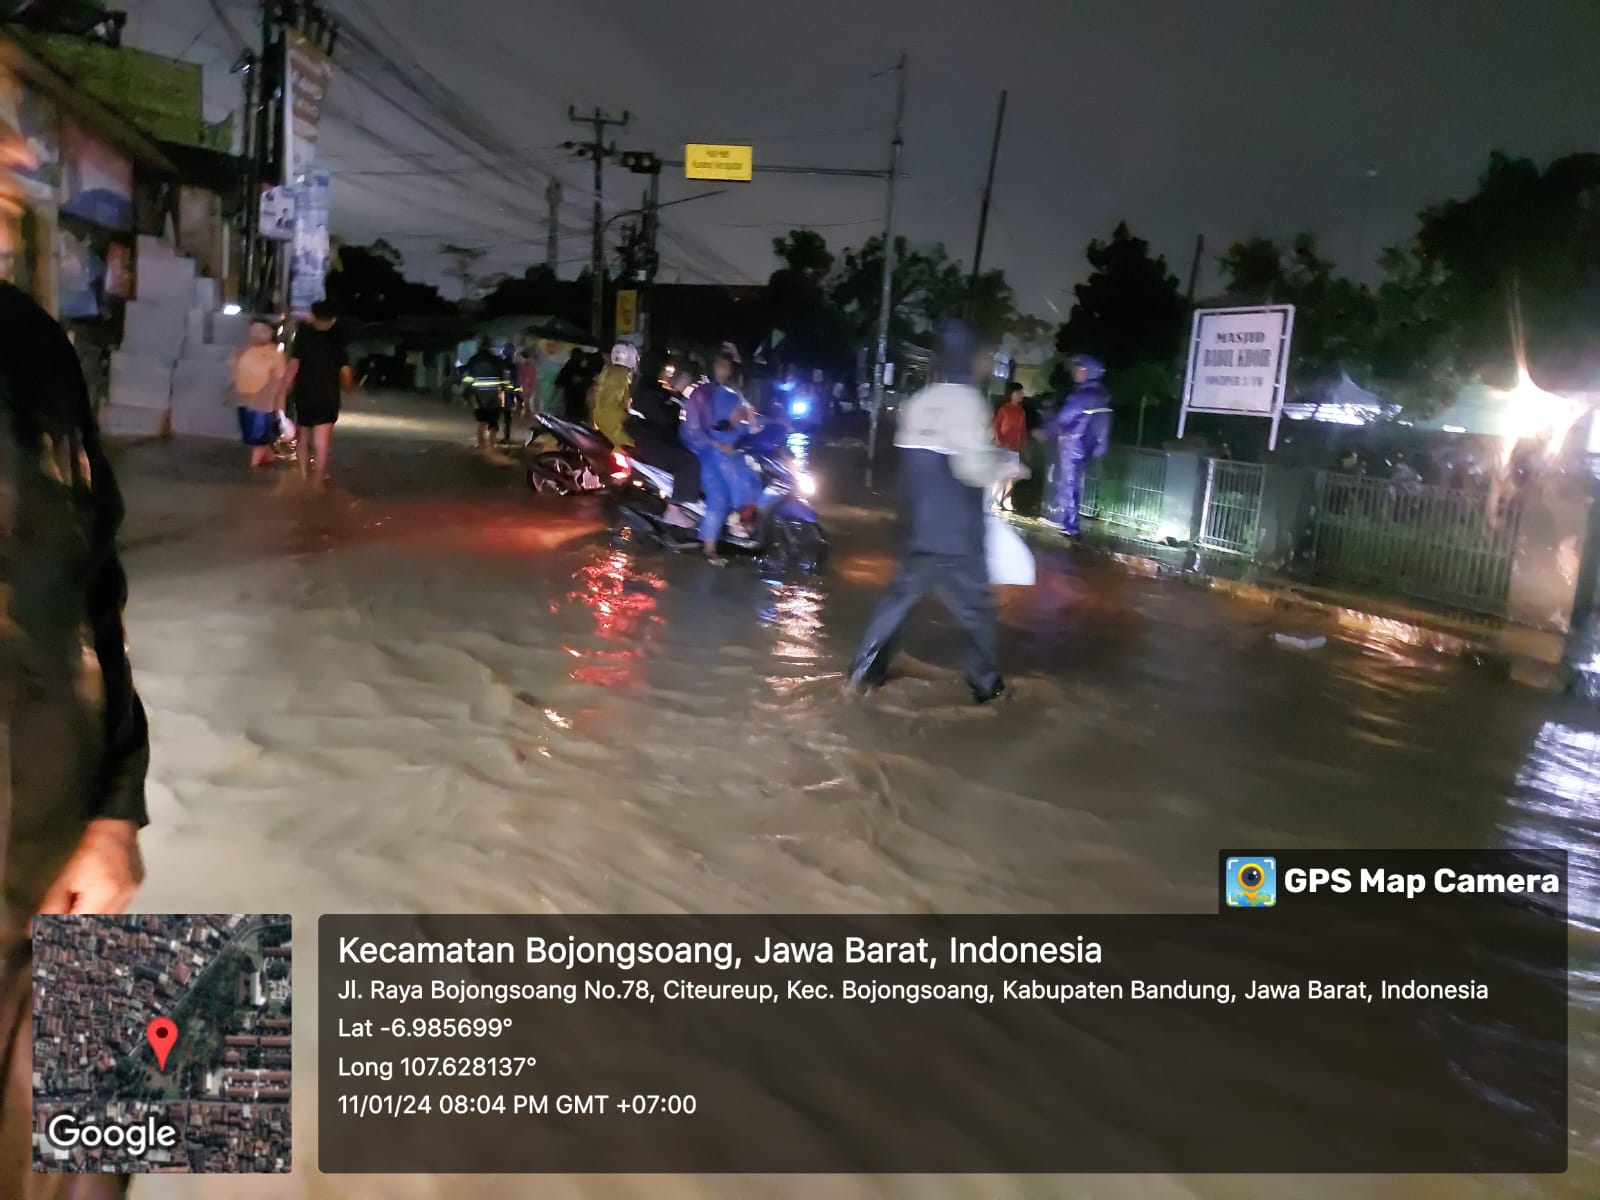 MASJID
BABUL KHOIR
GPS Map Camera
Kecamatan Bojongsoang, Jawa Barat, Indonesia
Jl. Raya Bojongsoang No.78, Citeureup, Kec. Bojongsoang, Kabupaten Bandung, Jawa Barat, Indonesia
Lat -6.985699°
Long 107.628137°
11/01/24 08:04 PM GMT +07:00
Google